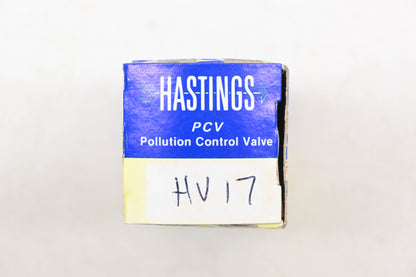 HASTINGS
PCV
Pollution Control Valve
HV17